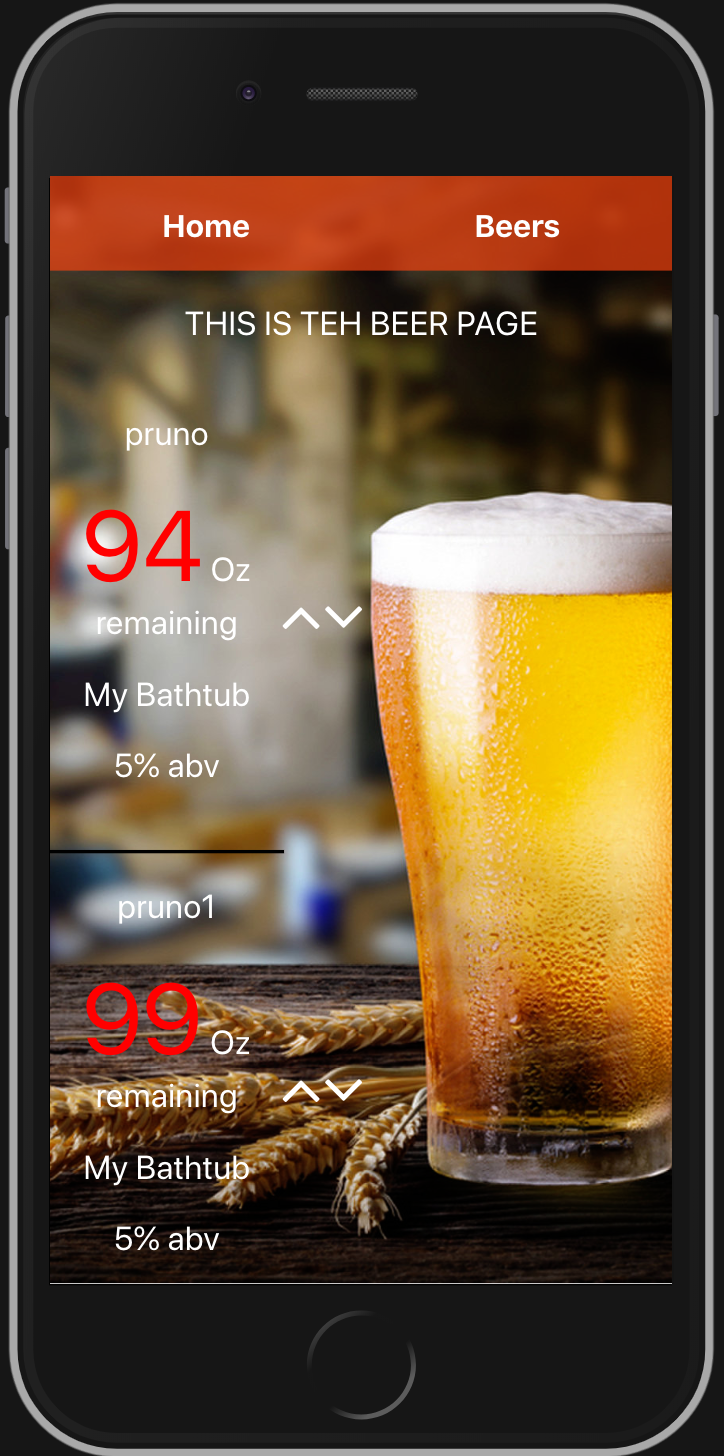 Home Beers
THIS IS TEH BEER PAGE
pruno
94 Oz
remaining
My Bathtub
5% abv
pruno1
99 Oz
remaining
My Bathtub
5% abv